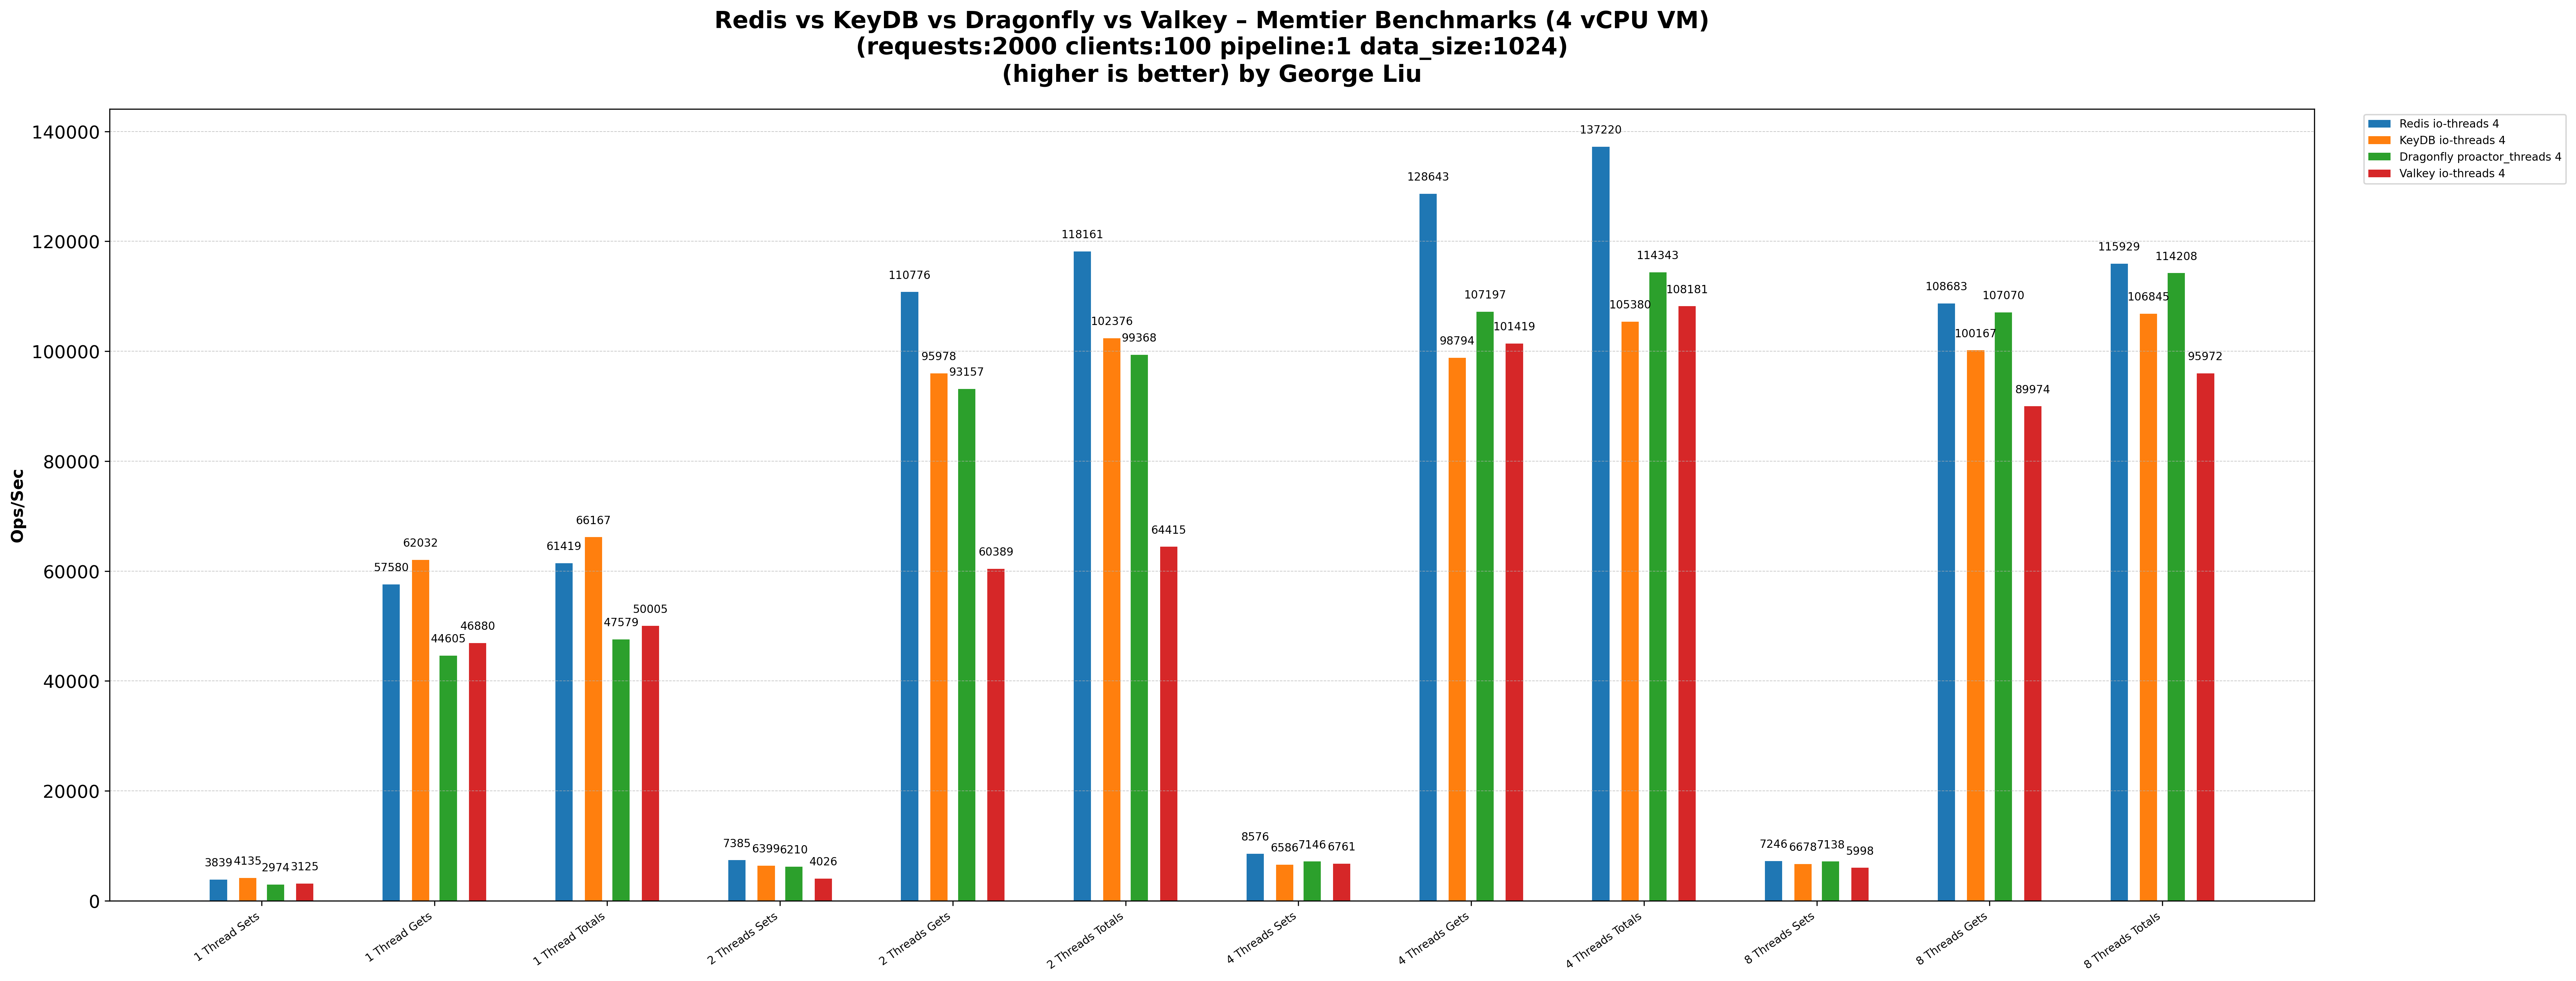 Redis vs KeyDB vs Dragonfly vs Valkey – Memtier Benchmarks (4 vCPU VM)
(requests:2000 clients:100 pipeline:1 data_size:1024)
(higher is better) by George Liu
Redis io-threads 4
KeyDB io-threads 4
Dragonfly proactor_threads 4
Valkey io-threads 4
Ops/Sec
140000
120000
100000
80000
60000
40000
20000
0
3839 4135 2974 3125
57580 62032 44605 46880
61419 66167 47579 50005
7385 6399 6210 4026
110776 95978 93157 60389
118161 102376 99368 64415
8576 6586 7146 6761
128643 98794 107197 101419
137220 105380 114343 108181
7246 6678 7138 5998
108683 100167 107070 89974
115929 106845 114208 95972
1 Thread Sets
1 Thread Gets
1 Thread Totals
2 Threads Sets
2 Threads Gets
2 Threads Totals
4 Threads Sets
4 Threads Gets
4 Threads Totals
8 Threads Sets
8 Threads Gets
8 Threads Totals